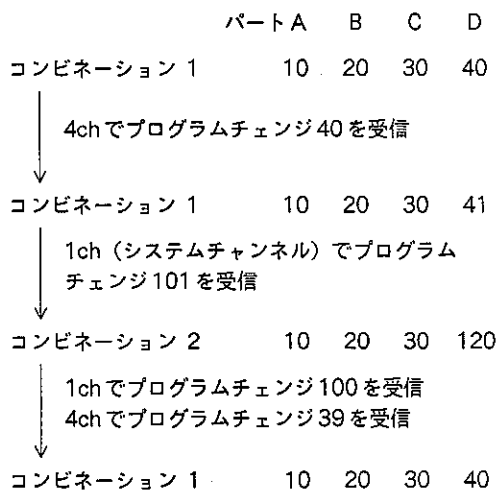 パートA B C D
コンビネーション 1 10 20 30 40
4chでプログラムチェンジ40を受信
コンビネーション 1 10 20 30 41
1ch（システムチャンネル）でプログラム
チェンジ101を受信
コンビネーション 2 10 20 30 120
1chでプログラムチェンジ100を受信
4chでプログラムチェンジ39を受信
コンビネーション 1 10 20 30 40